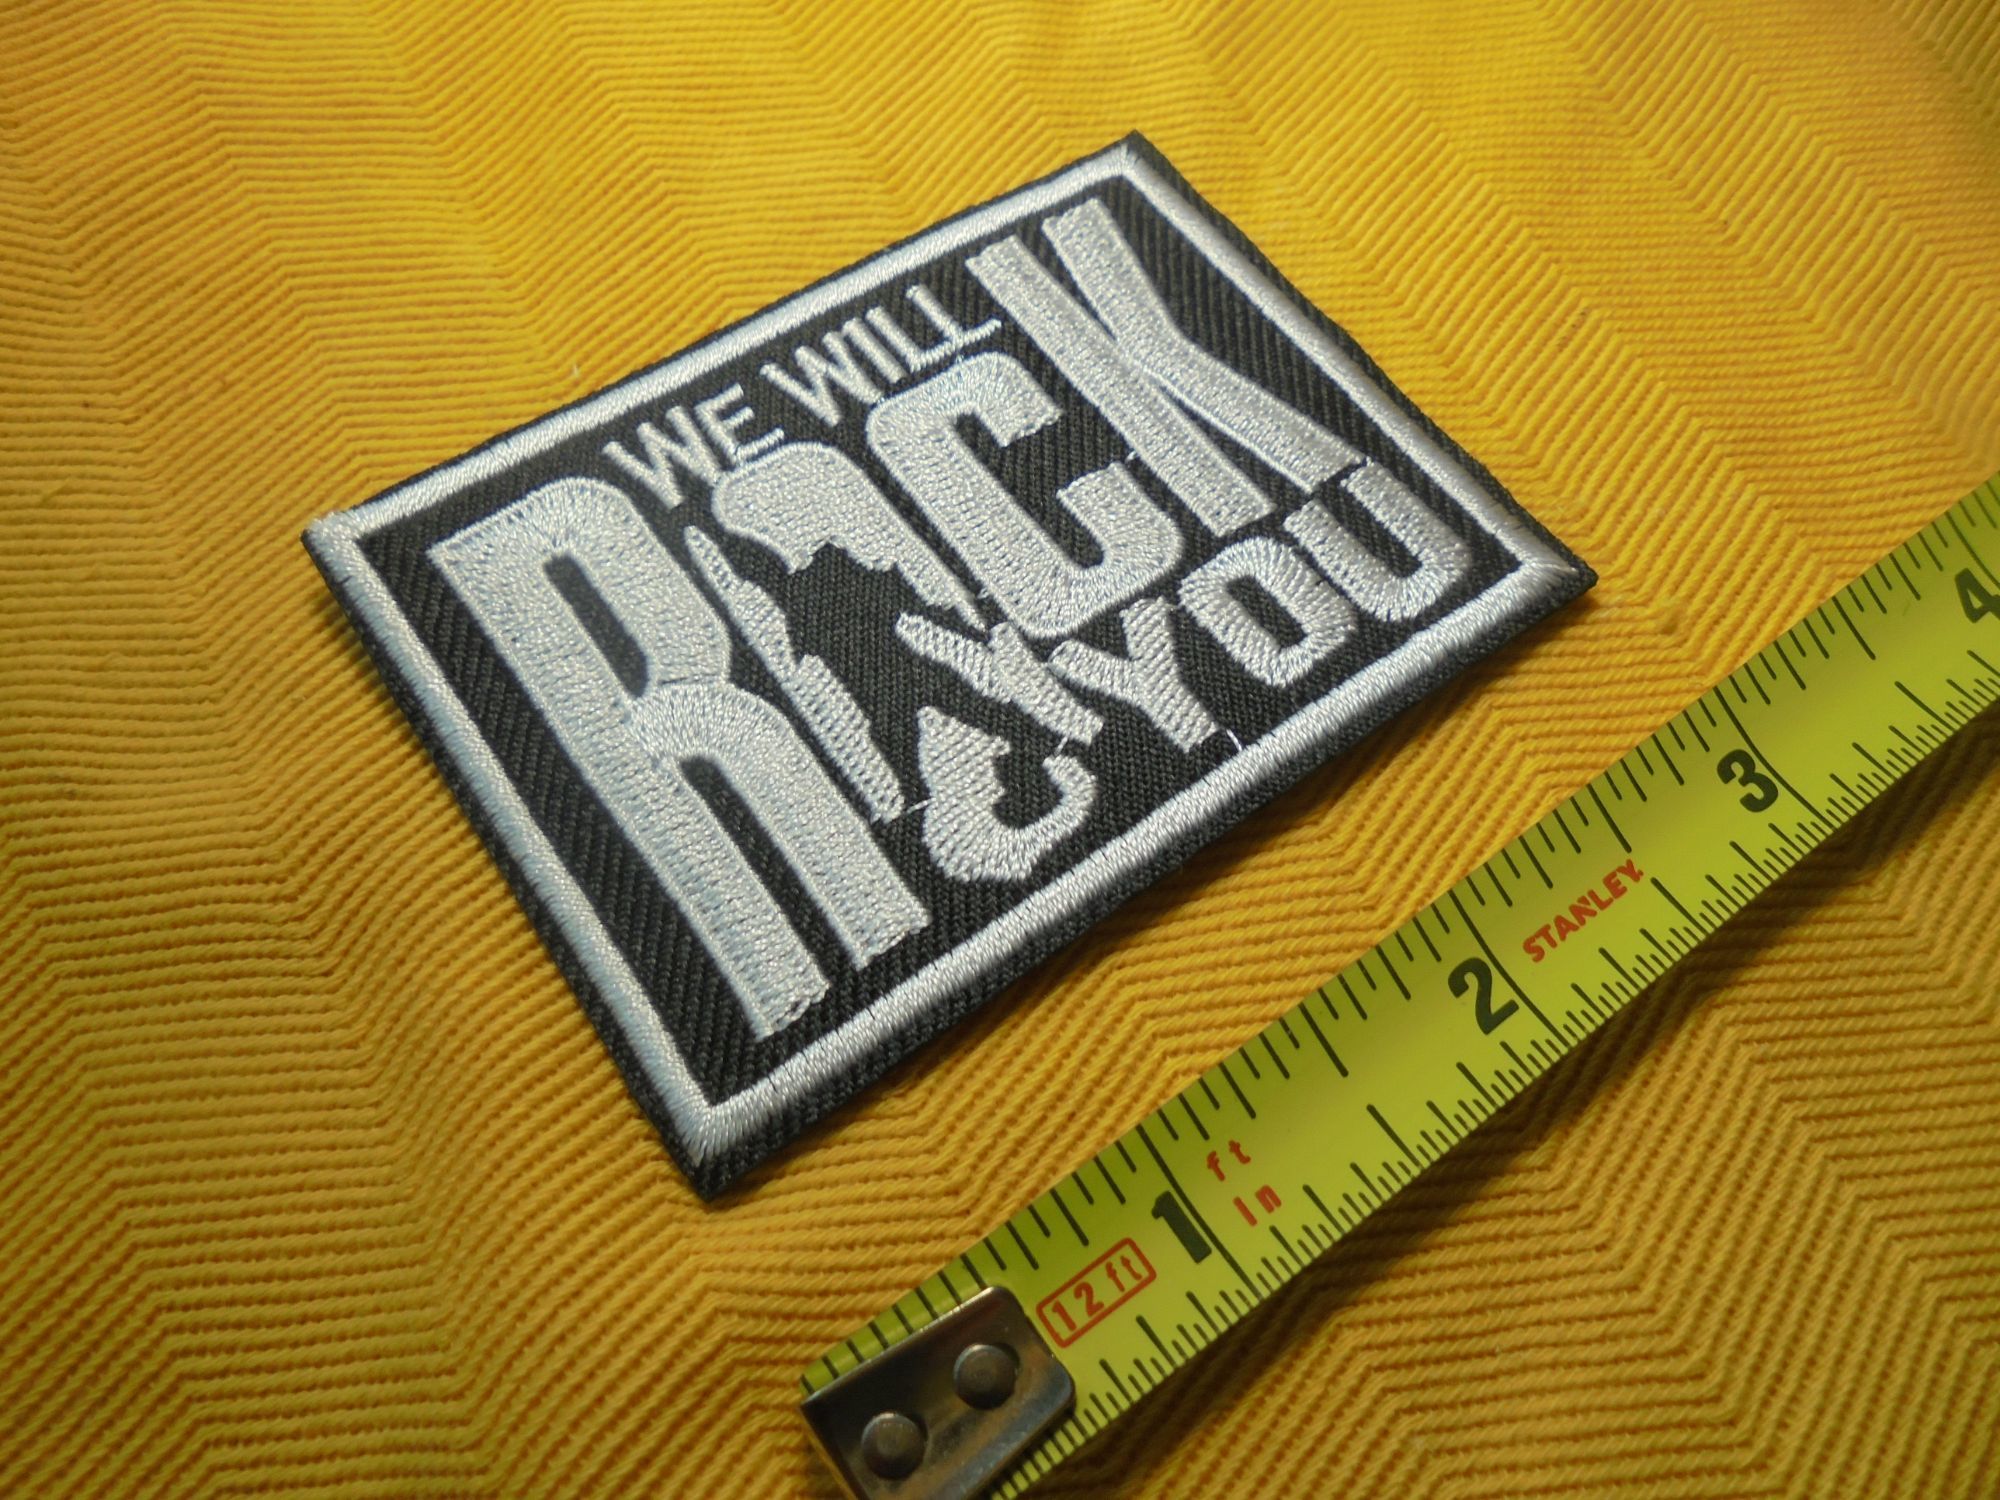 WE WILL
ROCK
YOU
1
2
3
4
ft
In
12 ft
STANLEY.